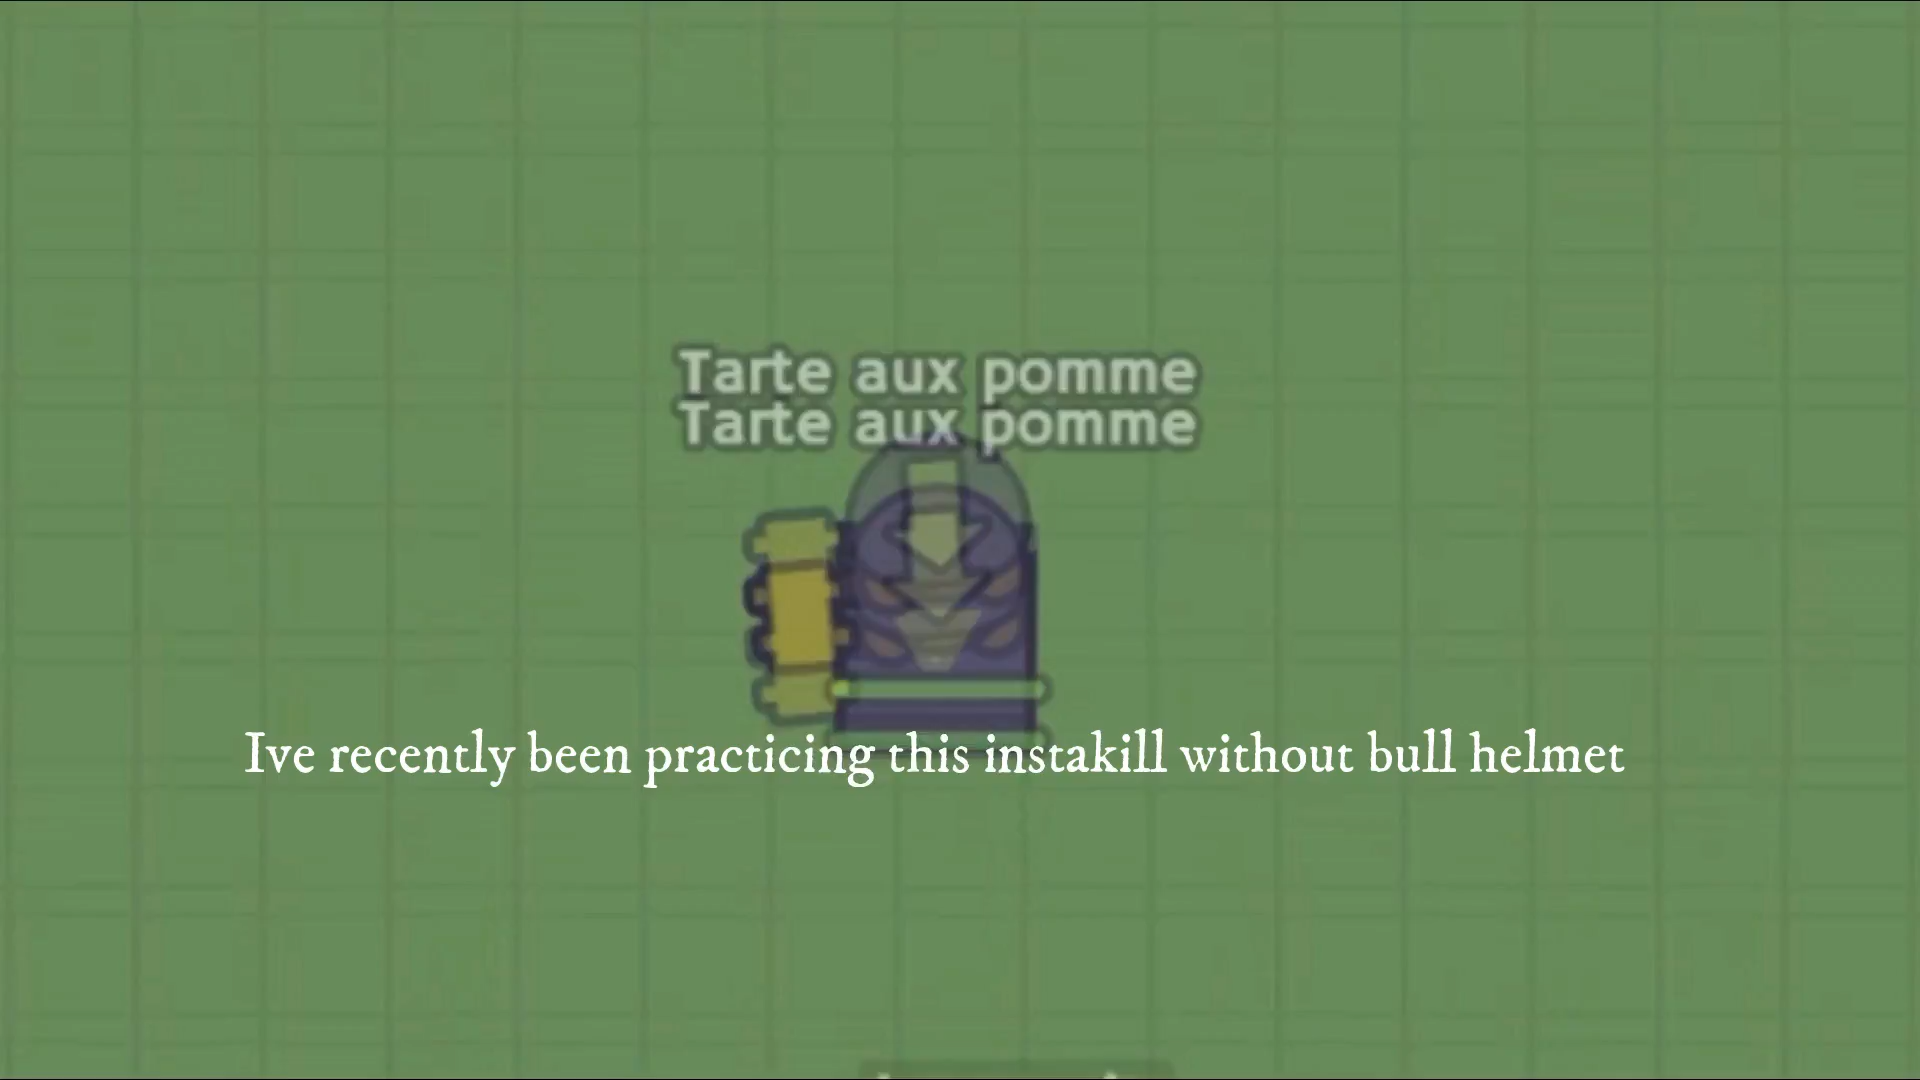 Tarte aux pomme
Tarte aux pomme
Ive recently been practicing this instakill without bull helmet